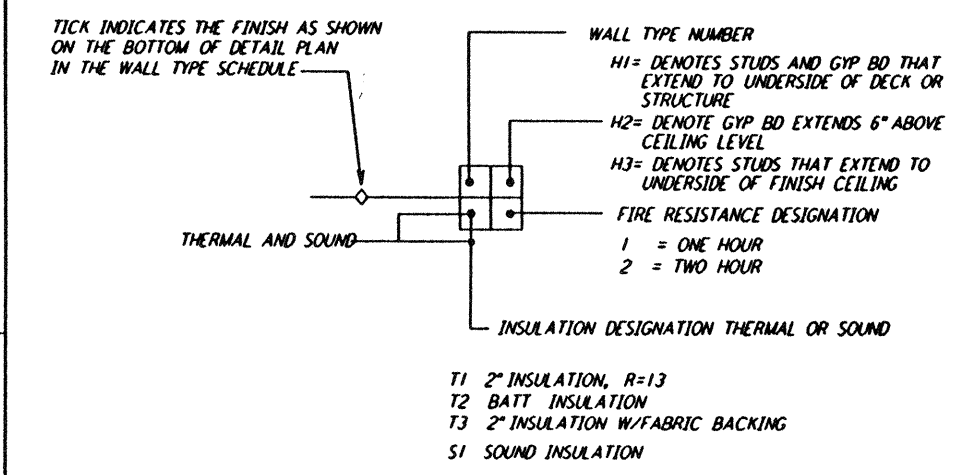 TICK INDICATES THE FINISH AS SHOWN
ON THE BOTTOM OF DETAIL PLAN
IN THE WALL TYPE SCHEDULE
WALL TYPE NUMBER
H1= DENOTES STUDS AND GYP BD THAT
EXTEND TO UNDERSIDE OF DECK OR
STRUCTURE
H2= DENOTE GYP BD EXTENDS 6" ABOVE
CEILING LEVEL
H3= DENOTES STUDS THAT EXTEND TO
UNDERSIDE OF FINISH CEILING
FIRE RESISTANCE DESIGNATION
1 = ONE HOUR
2 = TWO HOUR
THERMAL AND SOUND
INSULATION DESIGNATION THERMAL OR SOUND
T1 2" INSULATION, R=13
T2 BATT INSULATION
T3 2" INSULATION W/FABRIC BACKING
S1 SOUND INSULATION